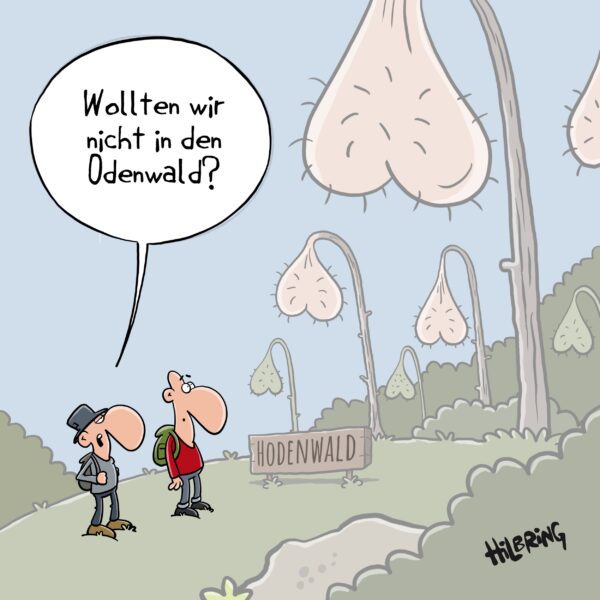 Wollten wir
nicht in den
Odenwald?
HODENWALD
HILBRING